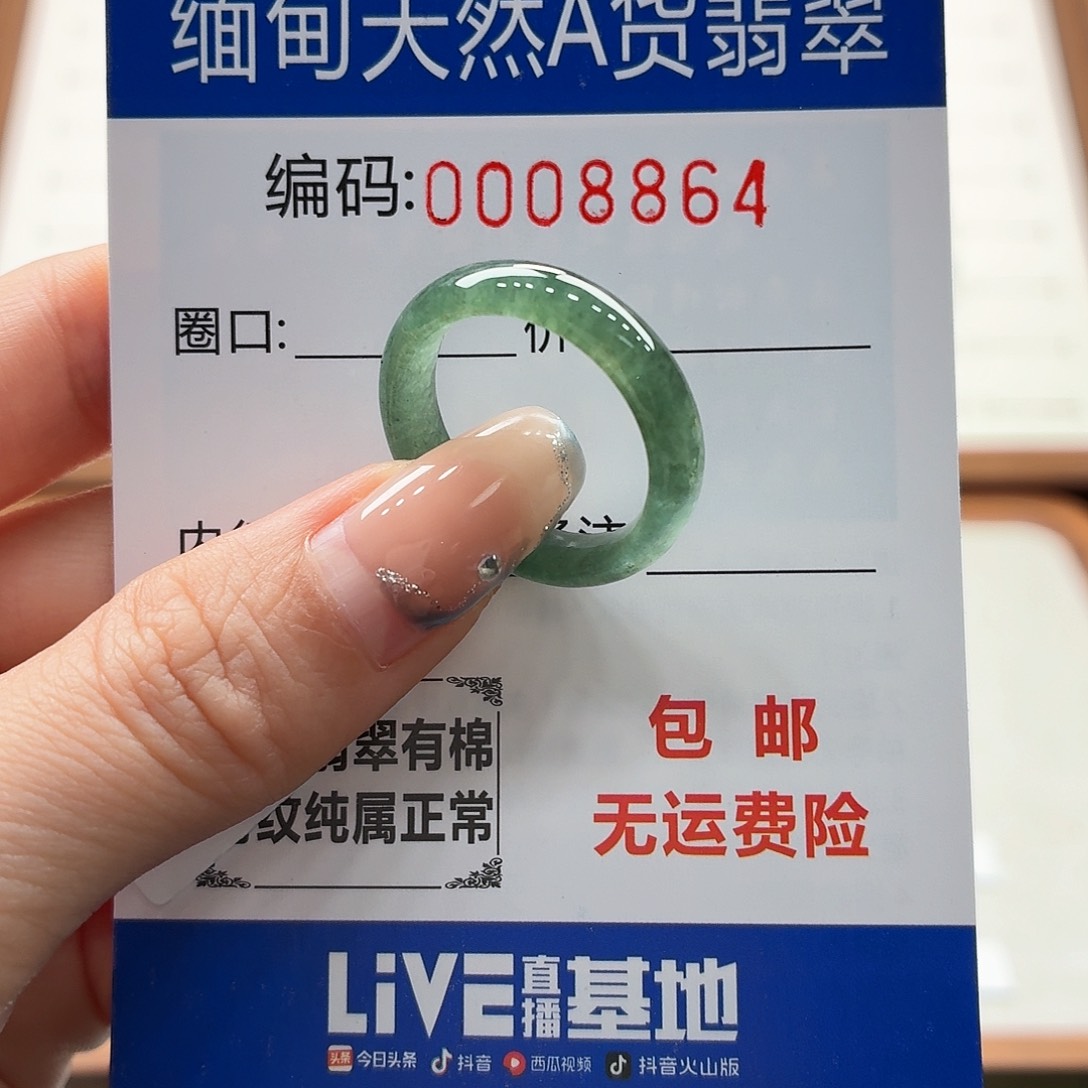 缅甸天然A货翡翠
编码:0008864
圈口:
翠有棉
纹纯属正常
包邮
无运费险
LiVE直播基地
头条 今日头条 抖音 西瓜视频 抖音火山版